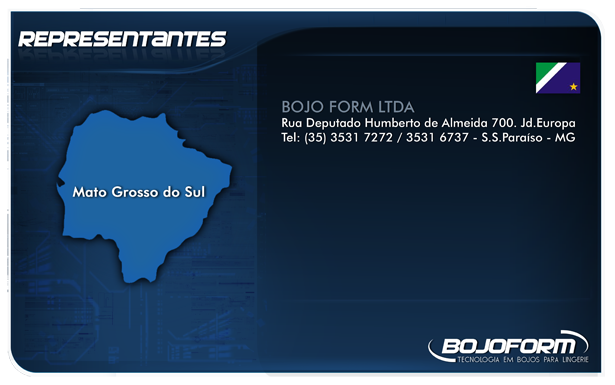 REPRESENTANTES
Mato Grosso do Sul
BOJO FORM LTDA
Rua Deputado Humberto de Almeida 700. Jd.Europa
Tel: (35) 3531 7272 / 3531 6737 - S.S.Paraíso - MG
BOJOFORM
TECNOLOGIA EM BOJOS PARA LINGERIE